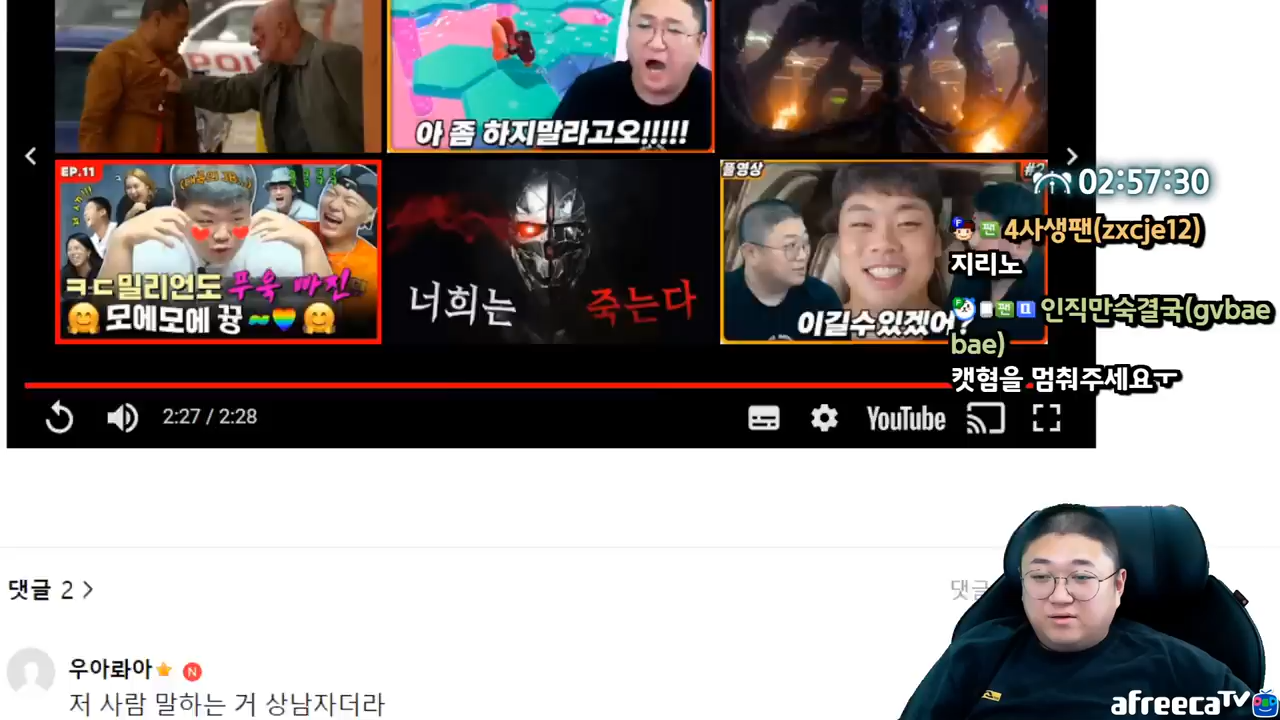 POLI
아 좀 하지말라고오!!!!!
EP.11
ㅋㄷ밀리언도 푸욱 빠진
모에모에 뀽
너희는 죽는다
풀영상
#2
이길수있겠어?
02:57:30
4사생팬(zxcje12)
지리노
인직만숙결국(gvbae
bae)
캣혐을 멈춰주세요ㅜ
2:27 / 2:28
YouTube
댓글 2
댓글
우아롸아
N
저 사람 말하는 거 상남자더라
afreecaTV